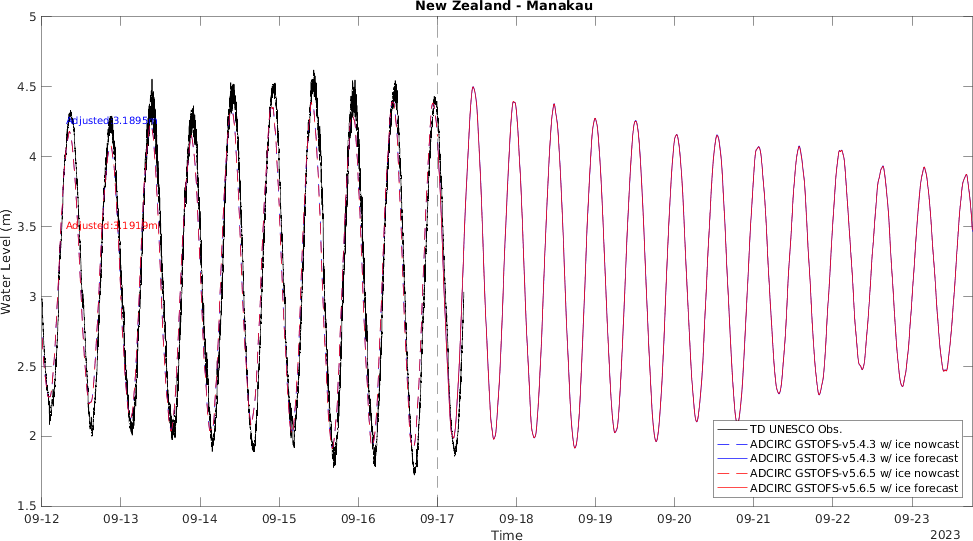 New Zealand - Manakau
5
4.5
4
3.5
3
2.5
2
1.5
Water Level (m)
Adjusted:3.1895m
Adjusted:3.1919m
TD UNESCO Obs.
ADCIRC GSTOFS-v5.4.3 w/ ice nowcast
ADCIRC GSTOFS-v5.4.3 w/ ice forecast
ADCIRC GSTOFS-v5.6.5 w/ ice nowcast
ADCIRC GSTOFS-v5.6.5 w/ ice forecast
09-12 09-13 09-14 09-15 09-16 09-17 09-18 09-19 09-20 09-21 09-22 09-23
Time
2023